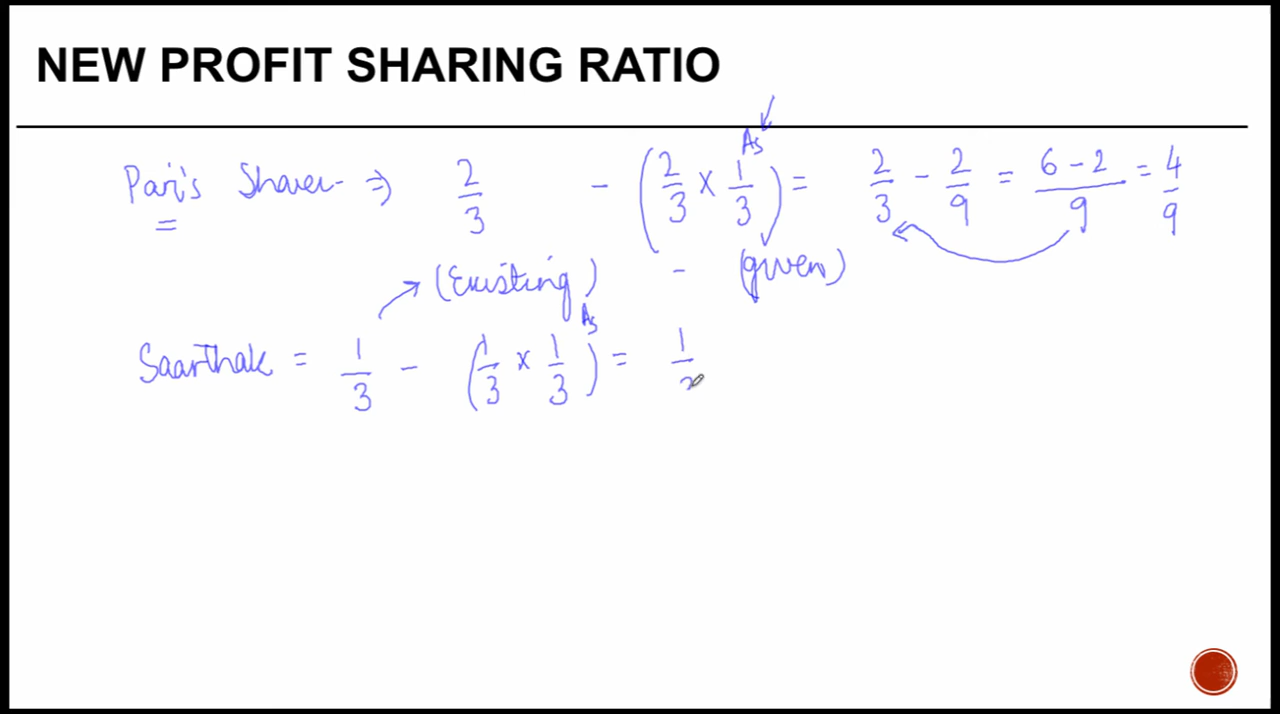 NEW PROFIT SHARING RATIO
As
Pari's Share ⇒ 2/3 - (2/3 × 1/3) = 2/3 - 2/9 = 6-2/9 = 4/9
=
(Existing) - (given)
As
Saarthak = 1/3 - (1/3 × 1/3) = 1/